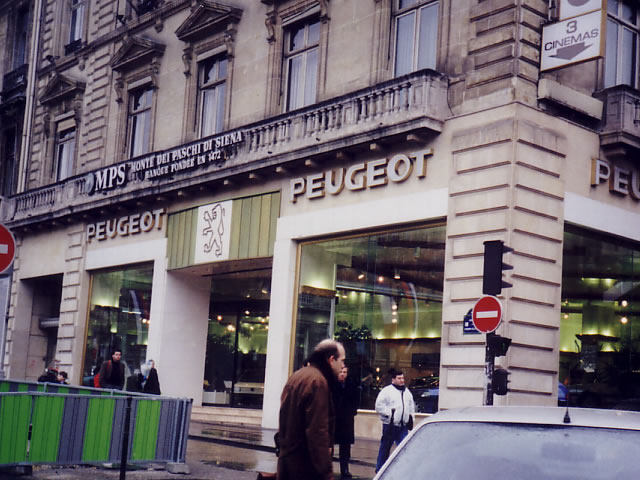 3
CINEMAS
MPS MONTE DEI PASCHI DI SIENA
BANQUE FONDÉE EN 1472
PEUGEOT
PEUGEOT
PEU